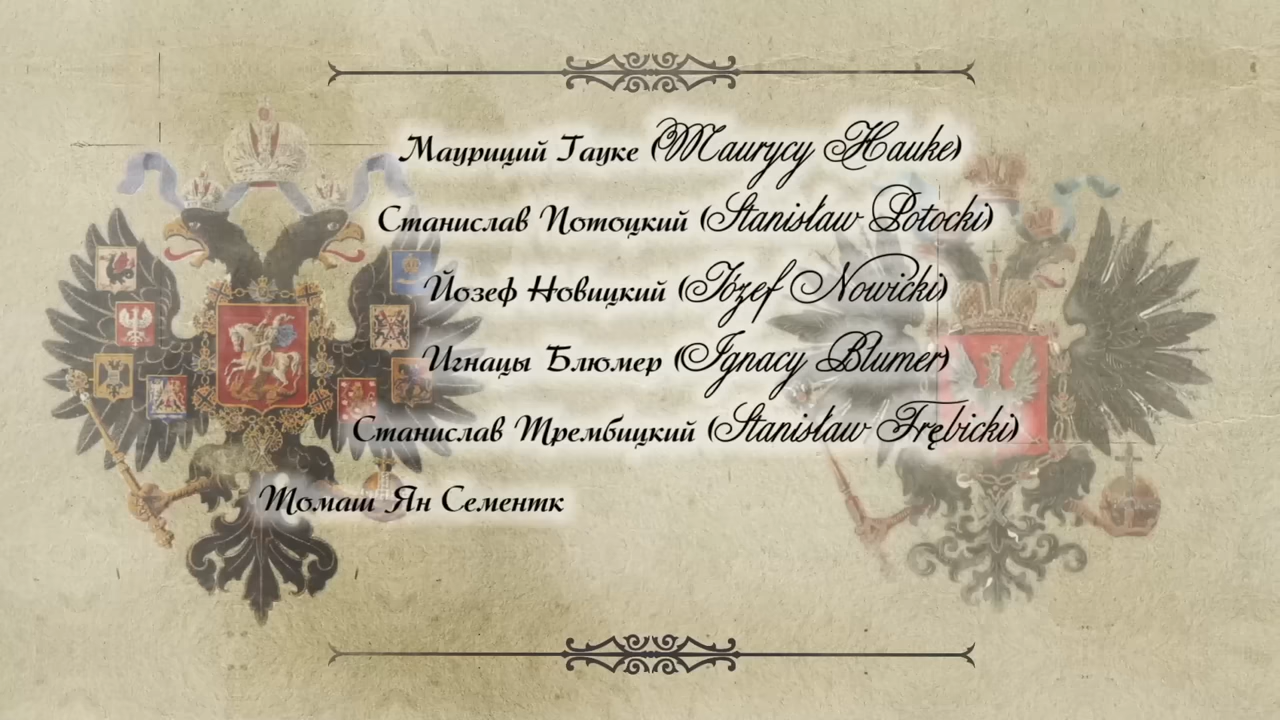 Мауриций Гауке (Maurycy Hauke)
Станислав Потоцкий (Stanisław Potocki)
Йозеф Новицкий (Józef Nowicki)
Игнацы Блюмер (Ignacy Blumer)
Станислав Трембицкий (Stanisław Trębicki)
Томаш Ян Сементк